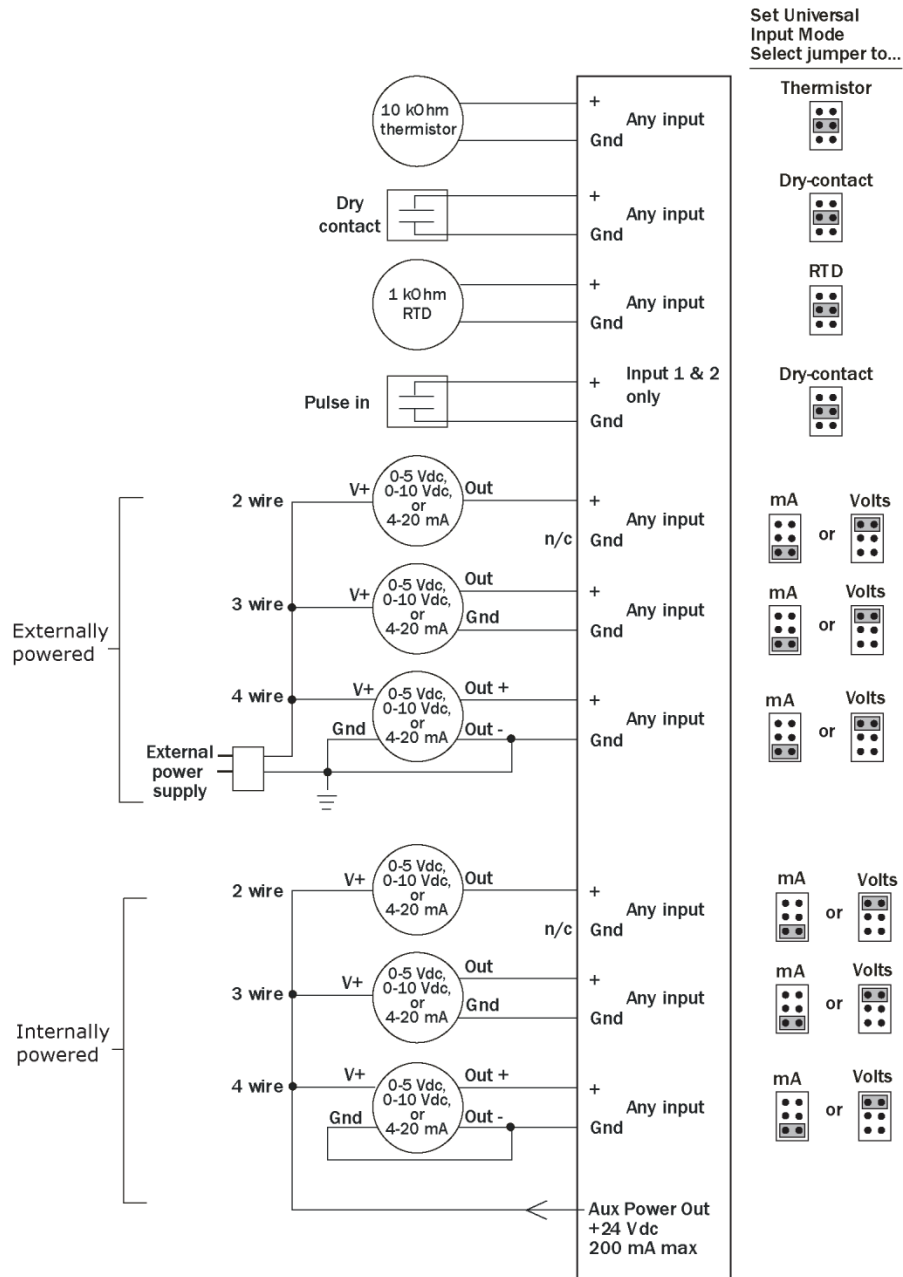 Set Universal
Input Mode
Select jumper to...
10 kOhm
thermistor
+
Gnd
Any input
Thermistor
Dry
contact
+
Gnd
Any input
Dry-contact
1 kOhm
RTD
+
Gnd
Any input
RTD
Pulse in
+
Gnd
Input 1 & 2
only
Dry-contact
Externally
powered
2 wire
V+
0-5 Vdc,
0-10 Vdc,
or
4-20 mA
Out
n/c
+
Gnd
Any input
mA
or
Volts
3 wire
V+
0-5 Vdc,
0-10 Vdc,
or
4-20 mA
Out
Gnd
+
Gnd
Any input
mA
or
Volts
4 wire
V+
Gnd
0-5 Vdc,
0-10 Vdc,
or
4-20 mA
Out +
Out -
+
Gnd
Any input
mA
or
Volts
External
power
supply
Internally
powered
2 wire
V+
0-5 Vdc,
0-10 Vdc,
or
4-20 mA
Out
n/c
+
Gnd
Any input
mA
or
Volts
3 wire
V+
0-5 Vdc,
0-10 Vdc,
or
4-20 mA
Out
Gnd
+
Gnd
Any input
mA
or
Volts
4 wire
V+
Gnd
0-5 Vdc,
0-10 Vdc,
or
4-20 mA
Out +
Out -
+
Gnd
Any input
mA
or
Volts
Aux Power Out
+24 Vdc
200 mA max